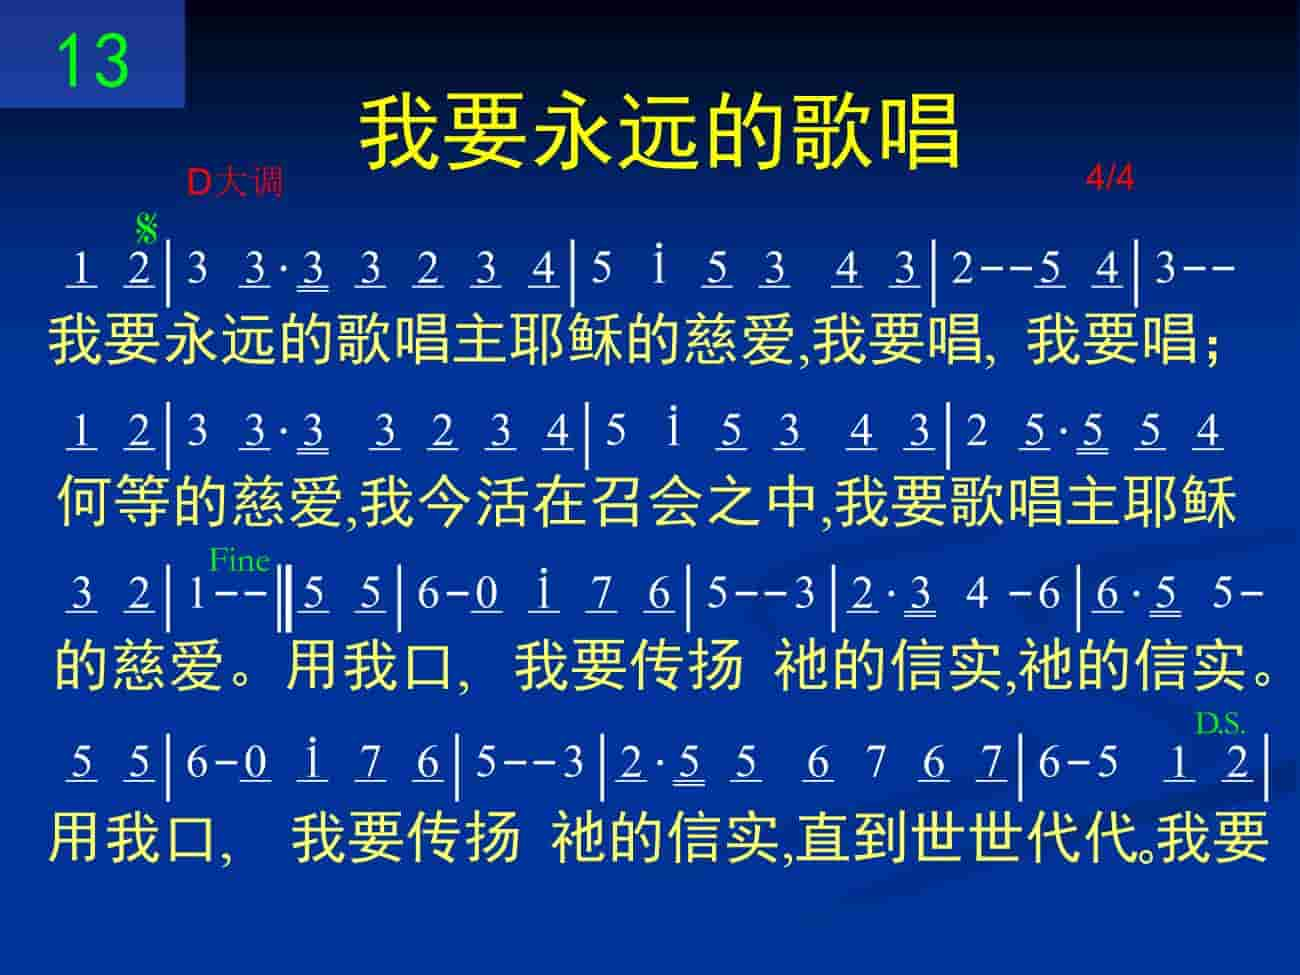 13
我要永远的歌唱
D大调 4/4
𝄋
1 2|3 3·3 3 2 3 4|5 i 5 3 4 3|2--5 4|3--
我要永远的歌唱主耶稣的慈爱,我要唱, 我要唱;
1 2|3 3·3 3 2 3 4|5 i 5 3 4 3|2 5·5 5 4
何等的慈爱,我今活在召会之中,我要歌唱主耶稣
Fine
3 2|1--‖5 5|6-0 i 7 6|5--3|2·3 4 -6|6·5 5-
的慈爱。用我口, 我要传扬 祂的信实,祂的信实。
D.S.
5 5|6-0 i 7 6|5--3|2·5 5 6 7 6 7|6-5 1 2|
用我口, 我要传扬 祂的信实,直到世世代代。我要